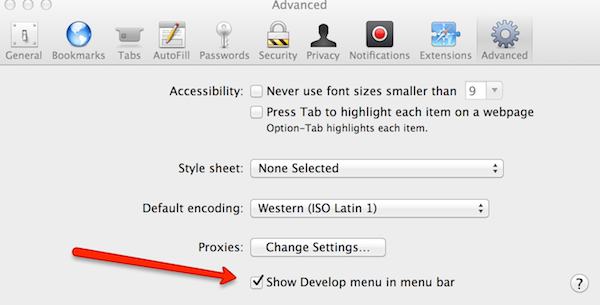 Advanced
General Bookmarks Tabs AutoFill Passwords Security Privacy Notifications Extensions Advanced
Accessibility: Never use font sizes smaller than 9
Press Tab to highlight each item on a webpage
Option-Tab highlights each item.
Style sheet: None Selected
Default encoding: Western (ISO Latin 1)
Proxies: Change Settings...
Show Develop menu in menu bar ?